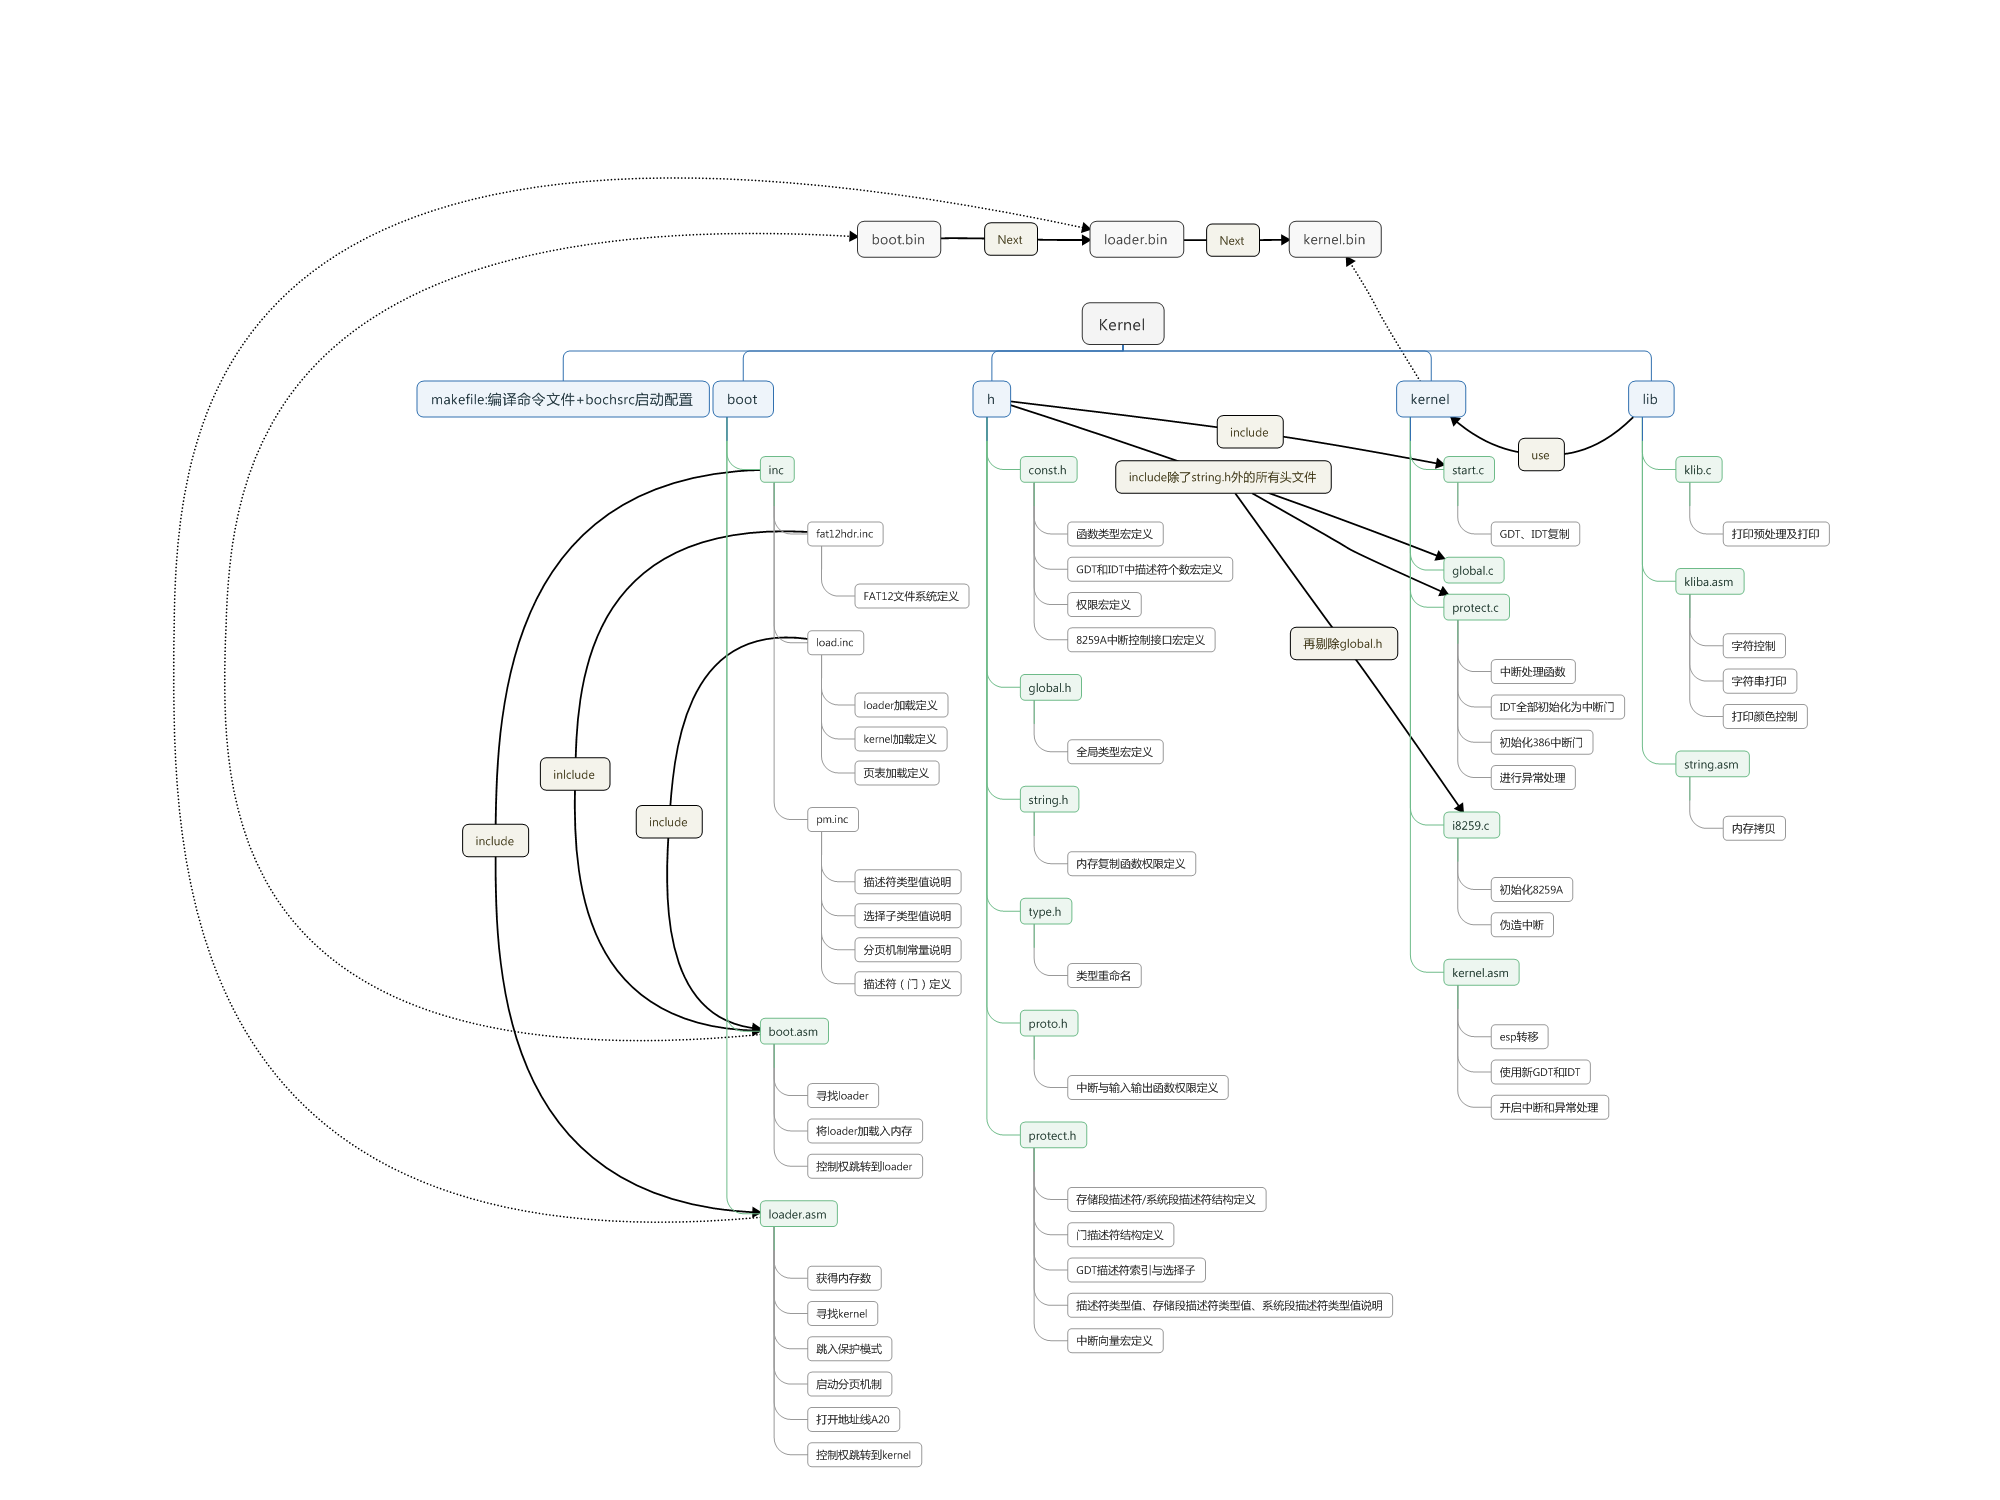 boot.bin
Next
loader.bin
Next
kernel.bin
Kernel
makefile:编译命令文件+bochsrc启动配置
boot
inc
fat12hdr.inc
FAT12文件系统定义
load.inc
loader加载定义
kernel加载定义
页表加载定义
pm.inc
描述符类型值说明
选择子类型值说明
分页机制常量说明
描述符（门）定义
inlclude
include
include
boot.asm
寻找loader
将loader加载入内存
控制权跳转到loader
loader.asm
获得内存数
寻找kernel
跳入保护模式
启动分页机制
打开地址线A20
控制权跳转到kernel
h
include
include除了string.h外的所有头文件
再剔除global.h
const.h
函数类型宏定义
GDT和IDT中描述符个数宏定义
权限宏定义
8259A中断控制接口宏定义
global.h
全局类型宏定义
string.h
内存复制函数权限定义
type.h
类型重命名
proto.h
中断与输入输出函数权限定义
protect.h
存储段描述符/系统段描述符结构定义
门描述符结构定义
GDT描述符索引与选择子
描述符类型值、存储段描述符类型值、系统段描述符类型值说明
中断向量宏定义
kernel
use
start.c
GDT、IDT复制
global.c
protect.c
中断处理函数
IDT全部初始化为中断门
初始化386中断门
进行异常处理
i8259.c
初始化8259A
伪造中断
kernel.asm
esp转移
使用新GDT和IDT
开启中断和异常处理
lib
klib.c
打印预处理及打印
kliba.asm
字符控制
字符串打印
打印颜色控制
string.asm
内存拷贝